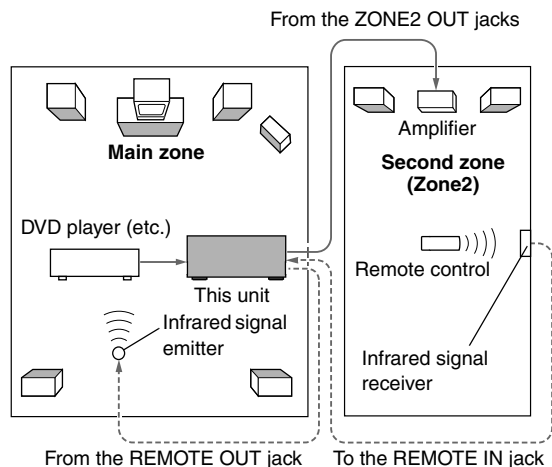 From the ZONE2 OUT jacks
Main zone
Amplifier
Second zone
(Zone2)
DVD player (etc.)
This unit
Infrared signal
emitter
Remote control
Infrared signal
receiver
From the REMOTE OUT jack
To the REMOTE IN jack